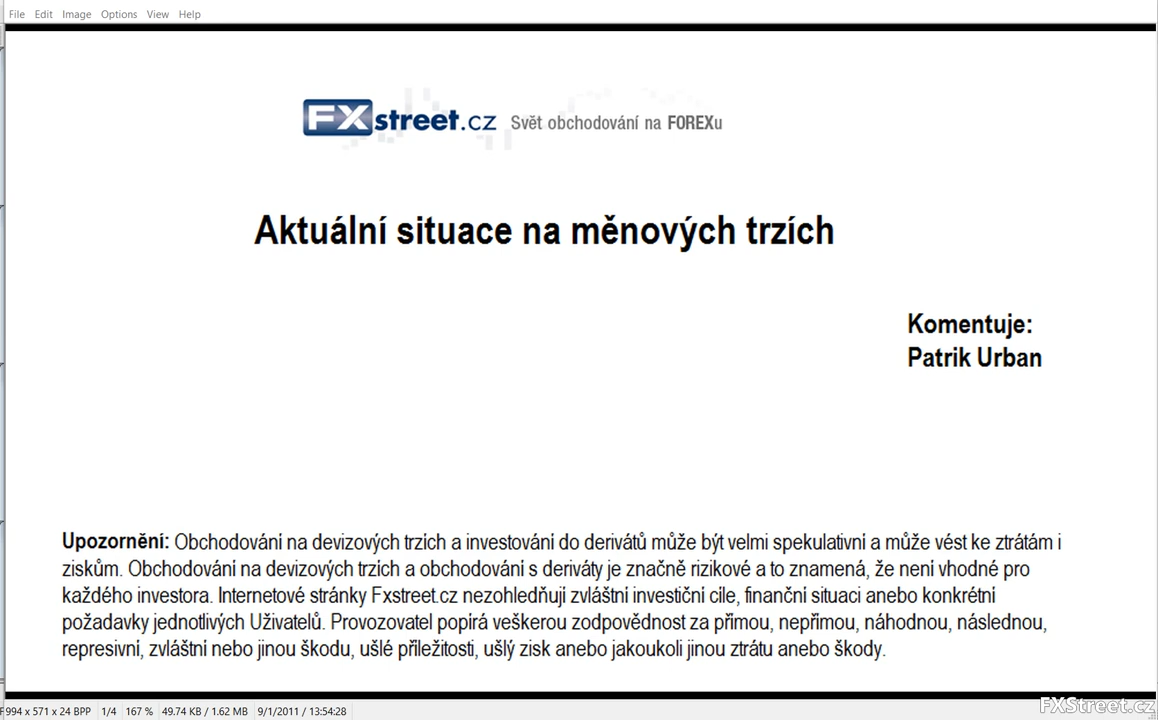 File Edit Image Options View Help
FXstreet.cz Svět obchodování na FOREXu
Aktuální situace na měnových trzích
Komentuje:
Patrik Urban
Upozornění: Obchodování na devizových trzích a investování do derivátů může být velmi spekulativní a může vést ke ztrátám i
ziskům. Obchodování na devizových trzích a obchodování s deriváty je značně rizikové a to znamená, že není vhodné pro
každého investora. Internetové stránky Fxstreet.cz nezohledňují zvláštní investiční cíle, finanční situaci anebo konkrétní
požadavky jednotlivých Uživatelů. Provozovatel popírá veškerou zodpovědnost za přímou, nepřímou, náhodnou, následnou,
represivní, zvláštní nebo jinou škodu, ušlé příležitosti, ušlý zisk anebo jakoukoli jinou ztrátu anebo škody.
FXStreet.cz
994 x 571 x 24 BPP 1/4 167 % 49.74 KB / 1.62 MB 9/1/2011 / 13:54:28